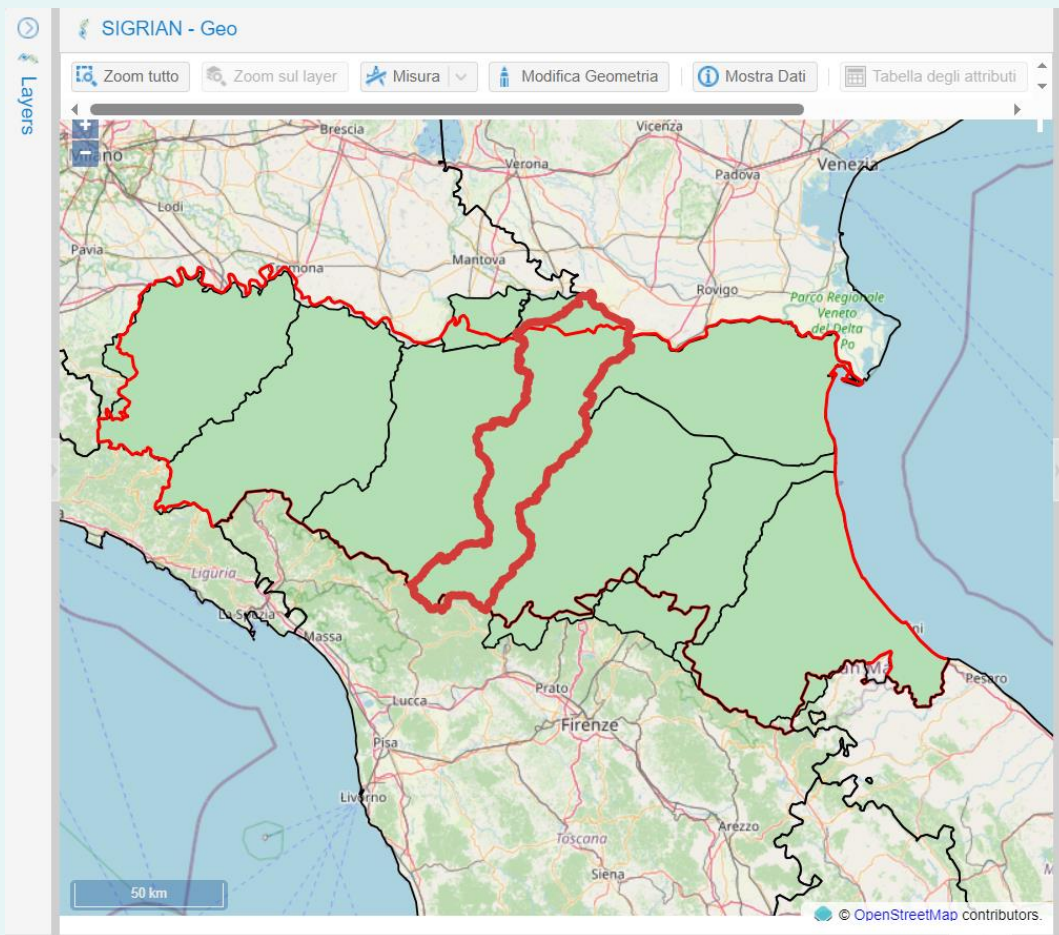 SIGRIAN - Geo
Layers
Zoom tutto
Zoom sul layer
Misura
Modifica Geometria
Mostra Dati
Tabella degli attributi
+
−
Brescia
Vicenza
Verona
Padova
Venezia
Lodi
Pavia
Mantova
Rovigo
Parco Regionale
Veneto
del Delta
Po
Liguria
La Spezia
Massa
Pesaro
Lucca
Prato
Firenze
Pisa
Livorno
Arezzo
Toscana
Siena
50 km
© OpenStreetMap contributors.